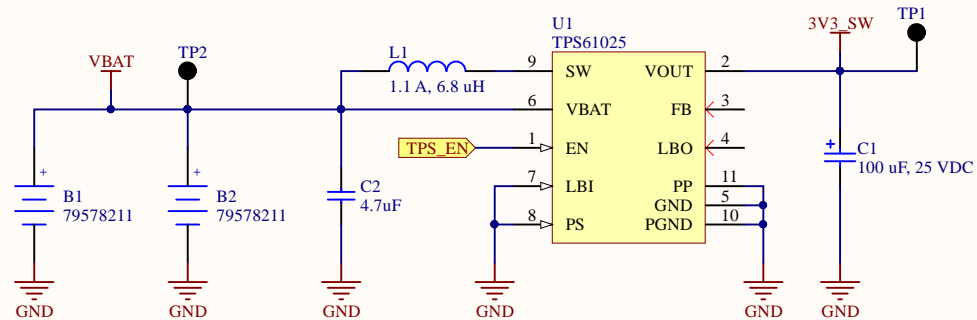 U1
TPS61025
3V3_SW
TP1
VBAT
TP2
L1
1.1 A, 6.8 uH
9
SW
VOUT
2
6
VBAT
FB
3
TPS_EN
1
EN
LBO
4
+
C1
100 uF, 25 VDC
+
B1
79578211
+
B2
79578211
C2
4.7uF
7
LBI
PP
11
GND
5
8
PS
PGND
10
GND
GND
GND
GND
GND
GND